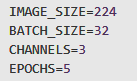 IMAGE_SIZE=224
BATCH_SIZE=32
CHANNELS=3
EPOCHS=5